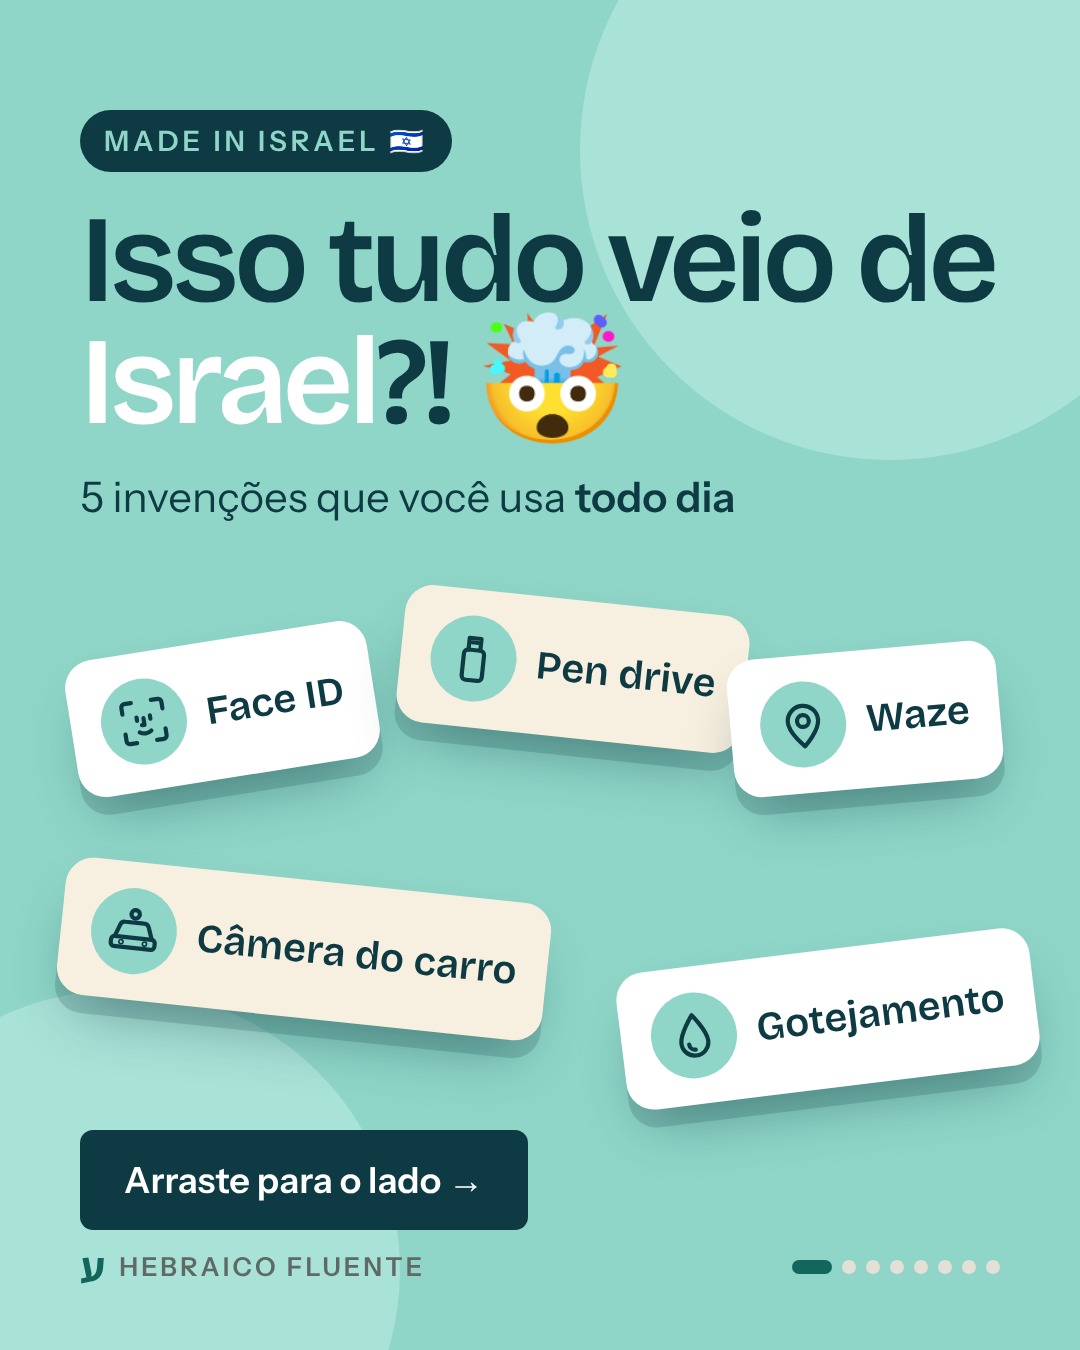 MADE IN ISRAEL 🇮🇱
Isso tudo veio de
Israel?! 🤯
5 invenções que você usa todo dia
Face ID
Pen drive
Waze
Câmera do carro
Gotejamento
Arraste para o lado →
ע HEBRAICO FLUENTE